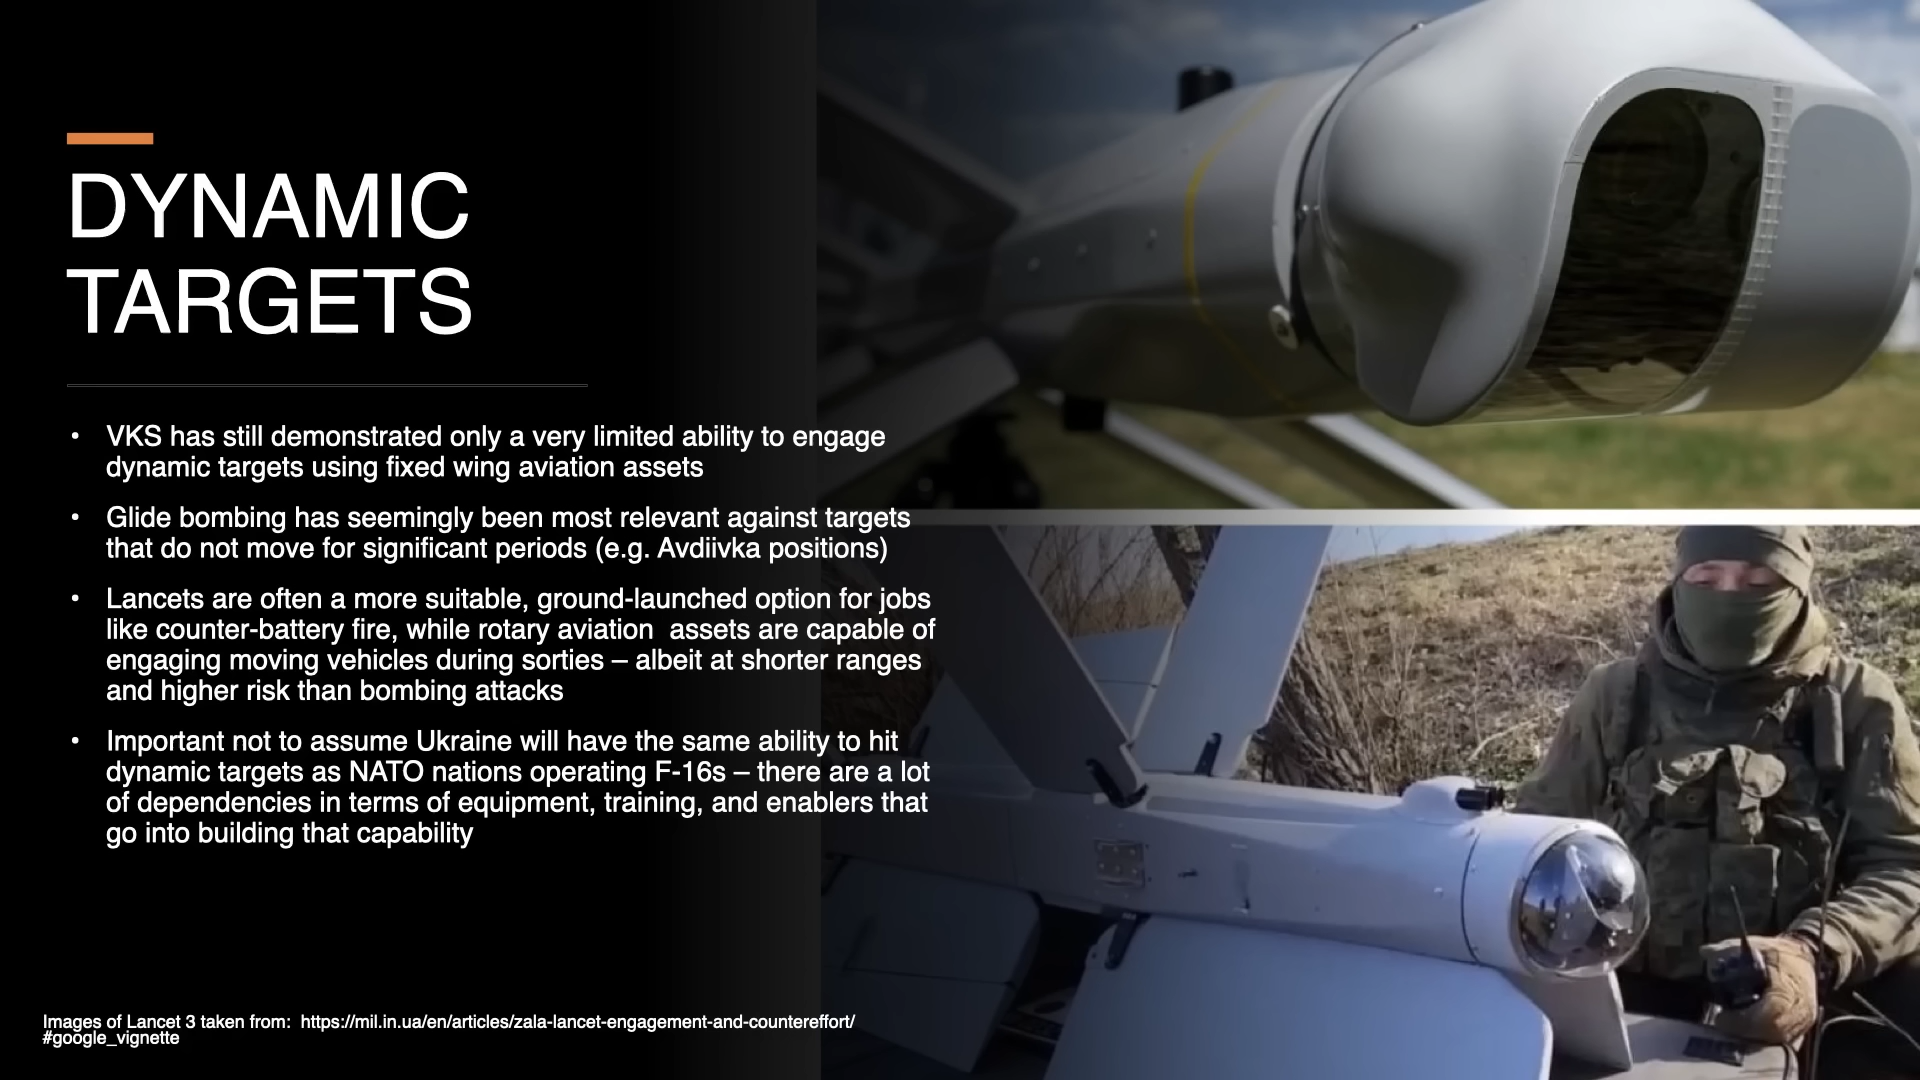 DYNAMIC
TARGETS
• VKS has still demonstrated only a very limited ability to engage
dynamic targets using fixed wing aviation assets
• Glide bombing has seemingly been most relevant against targets
that do not move for significant periods (e.g. Avdiivka positions)
• Lancets are often a more suitable, ground-launched option for jobs
like counter-battery fire, while rotary aviation  assets are capable of
engaging moving vehicles during sorties – albeit at shorter ranges
and higher risk than bombing attacks
• Important not to assume Ukraine will have the same ability to hit
dynamic targets as NATO nations operating F-16s – there are a lot
of dependencies in terms of equipment, training, and enablers that
go into building that capability
Images of Lancet 3 taken from:  https://mil.in.ua/en/articles/zala-lancet-engagement-and-countereffort/
#google_vignette